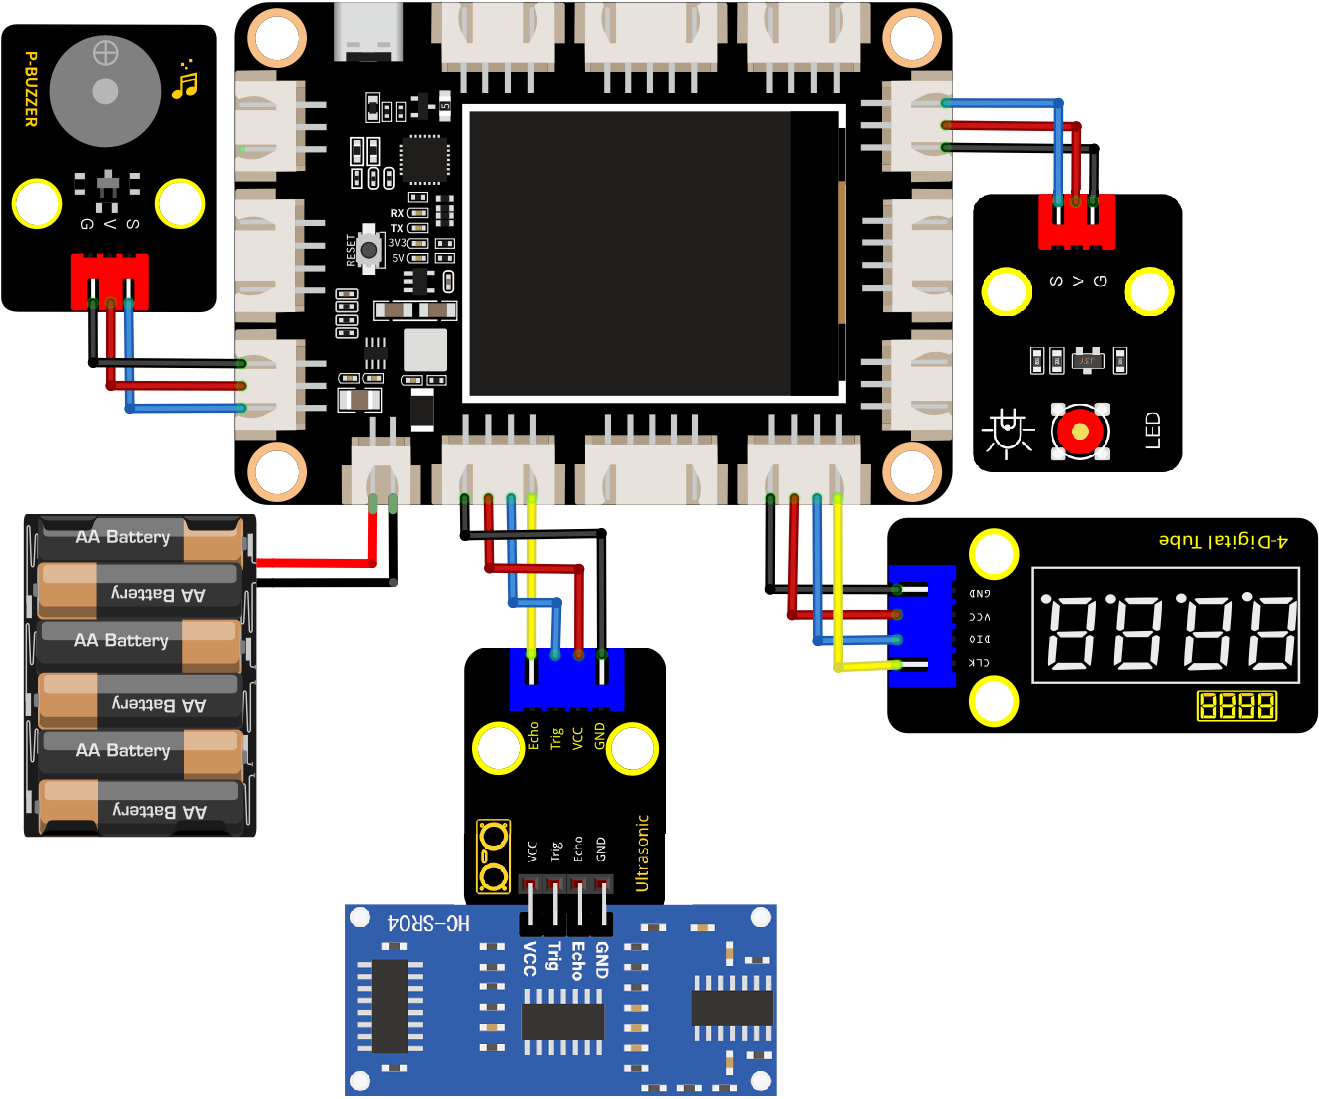 P-BUZZER
G
V
S
RX
TX
3V3
5V
RESET
5
S
V
G
J3Y
LED
AA Battery
AA Battery
AA Battery
AA Battery
AA Battery
AA Battery
4-Digital Tube
GND
VCC
DIO
CLK
Echo
Trig
VCC
GND
Ultrasonic
VCC
Trig
Echo
GND
HC-SR04
VCC
Trig
Echo
GND